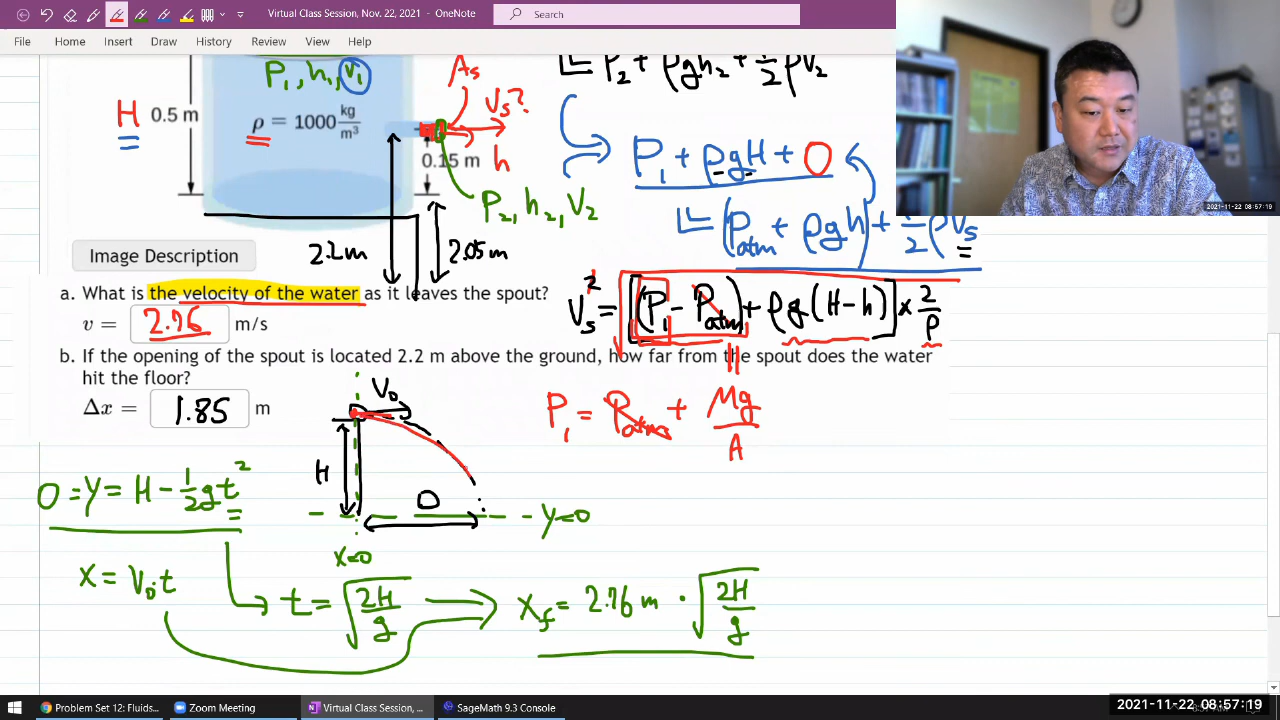 Virtual Class Session, Nov. 22, 2021 - OneNote
Search
File Home Insert Draw History Review View Help
P₁, h₁, v₁
As
P₂ + ρgh₂ + ½ρv₂
H
0.5 m
ρ = 1000 kg/m³
Vs?
h
0.15 m
P₁ + ρgH + 0
P₂, h₂, V₂
(Patm + ρgh) + ½ρVs
2.2m
2.05m
Image Description
a. What is the velocity of the water as it leaves the spout?
v = 2.76 m/s
Vs² = [(P₁ - Patm) + ρg(H-h)] × 2/ρ
b. If the opening of the spout is located 2.2 m above the ground, how far from the spout does the water
hit the floor?
Δx = 1.85 m
V₀
P₁ = Patm + Mg/A
H
D
0 = y = H - ½gt²
y=0
x=0
x = V₀t
t = √(2H/g)
xf = 2.76 m · √(2H/g)
2021-11-22 08:57:19
Problem Set 12: Fluids... Zoom Meeting Virtual Class Session... SageMath 9.3 Console
2021-11-22 08:57:19